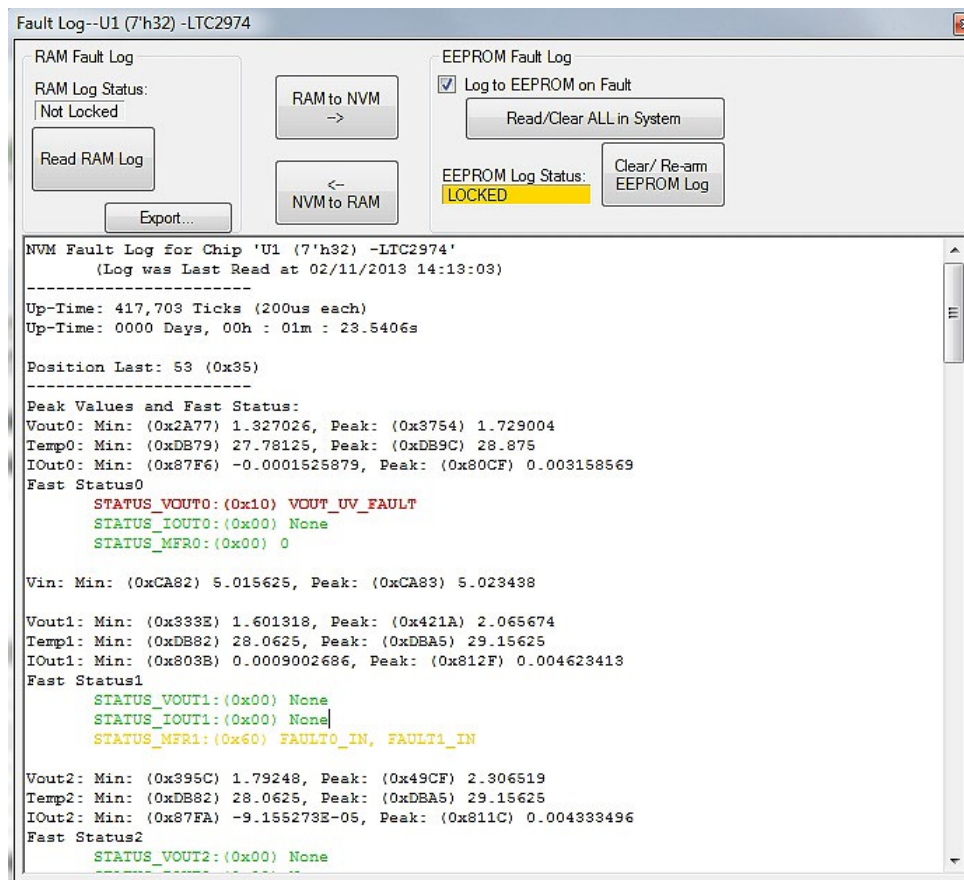 Fault Log--U1 (7'h32) -LTC2974
RAM Fault Log
RAM Log Status:
Not Locked
Read RAM Log
Export...
RAM to NVM
-->
<--
NVM to RAM
EEPROM Fault Log
Log to EEPROM on Fault
Read/Clear ALL in System
EEPROM Log Status:
LOCKED
Clear/ Re-arm
EEPROM Log
NVM Fault Log for Chip 'U1 (7'h32) -LTC2974'
(Log was Last Read at 02/11/2013 14:13:03)
------------------------
Up-Time: 417,703 Ticks (200us each)
Up-Time: 0000 Days, 00h : 01m : 23.5406s
Position Last: 53 (0x35)
------------------------
Peak Values and Fast Status:
Vout0: Min: (0x2A77) 1.327026, Peak: (0x3754) 1.729004
Temp0: Min: (0xDB79) 27.78125, Peak: (0xDB9C) 28.875
IOut0: Min: (0x87F6) -0.0001525879, Peak: (0x80CF) 0.003158569
Fast Status0
STATUS_VOUT0:(0x10) VOUT_UV_FAULT
STATUS_IOUT0:(0x00) None
STATUS_MFR0:(0x00) 0
Vin: Min: (0xCA82) 5.015625, Peak: (0xCA83) 5.023438
Vout1: Min: (0x333E) 1.601318, Peak: (0x421A) 2.065674
Temp1: Min: (0xDB82) 28.0625, Peak: (0xDBA5) 29.15625
IOut1: Min: (0x803B) 0.0009002686, Peak: (0x812F) 0.004623413
Fast Status1
STATUS_VOUT1:(0x00) None
STATUS_IOUT1:(0x00) None
STATUS_MFR1:(0x60) FAULT0_IN, FAULT1_IN
Vout2: Min: (0x395C) 1.79248, Peak: (0x49CF) 2.306519
Temp2: Min: (0xDB82) 28.0625, Peak: (0xDBA5) 29.15625
IOut2: Min: (0x87FA) -9.155273E-05, Peak: (0x811C) 0.004333496
Fast Status2
STATUS_VOUT2:(0x00) None